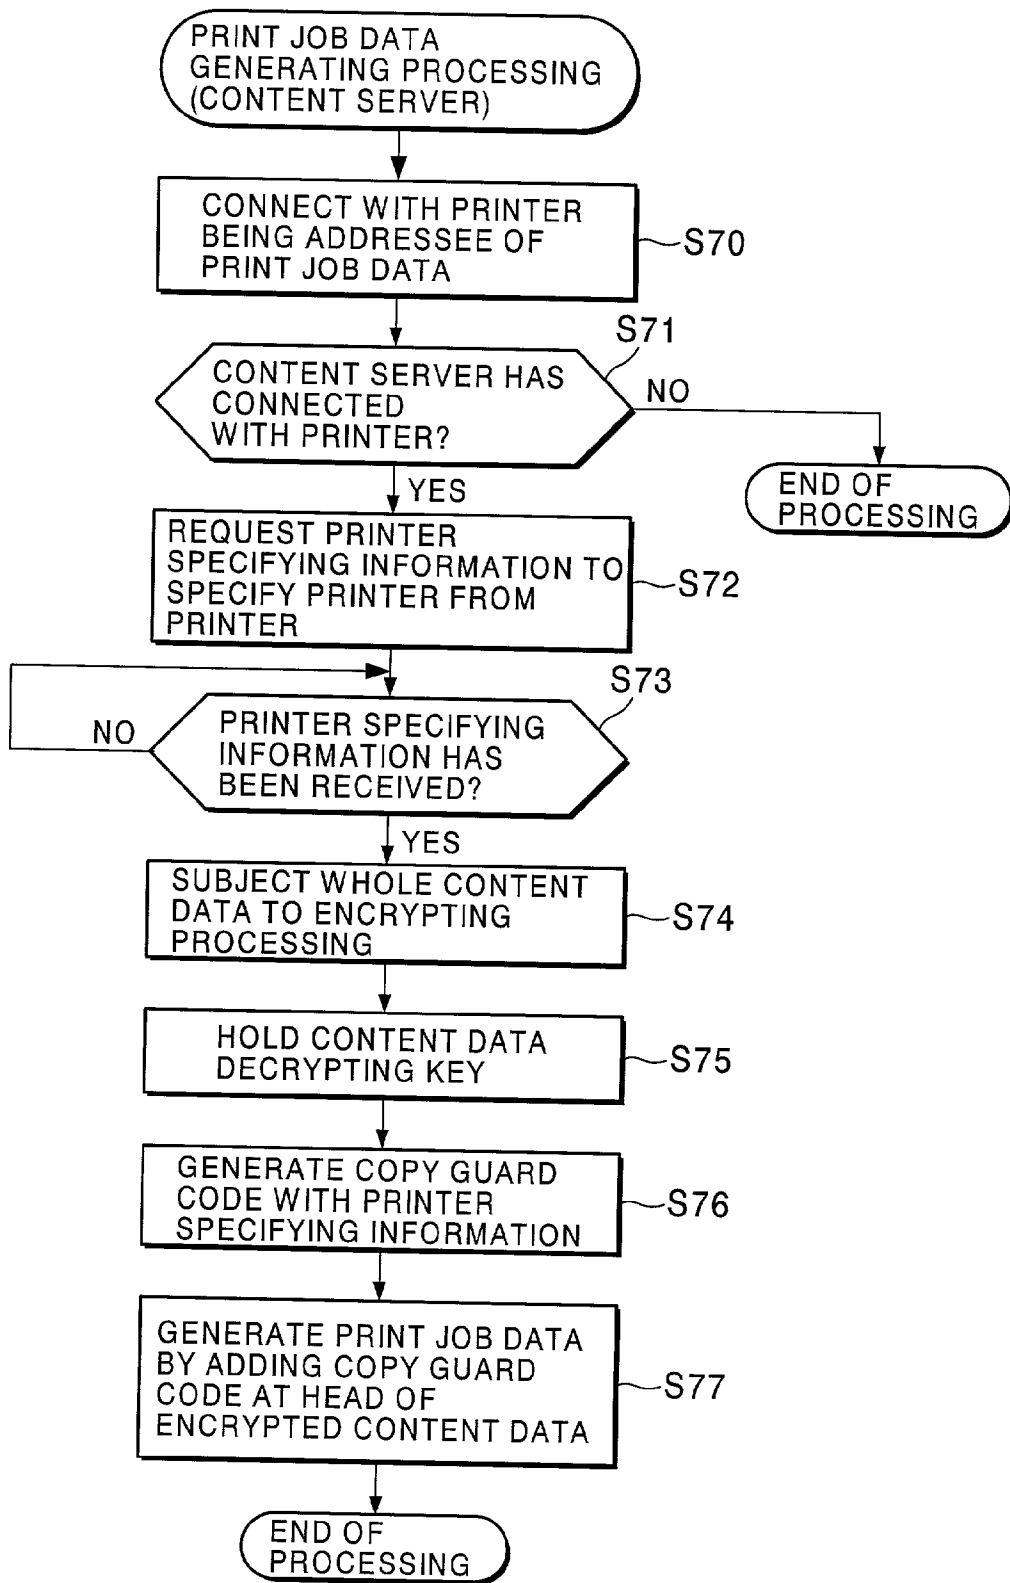 PRINT JOB DATA
GENERATING PROCESSING
(CONTENT SERVER)
CONNECT WITH PRINTER
BEING ADDRESSEE OF
PRINT JOB DATA
S70
S71
CONTENT SERVER HAS
CONNECTED
WITH PRINTER?
NO
YES
END OF
PROCESSING
REQUEST PRINTER
SPECIFYING INFORMATION TO
SPECIFY PRINTER FROM
PRINTER
S72
S73
PRINTER SPECIFYING
INFORMATION HAS
BEEN RECEIVED?
NO
YES
SUBJECT WHOLE CONTENT
DATA TO ENCRYPTING
PROCESSING
S74
HOLD CONTENT DATA
DECRYPTING KEY
S75
GENERATE COPY GUARD
CODE WITH PRINTER
SPECIFYING INFORMATION
S76
GENERATE PRINT JOB DATA
BY ADDING COPY GUARD
CODE AT HEAD OF
ENCRYPTED CONTENT DATA
S77
END OF
PROCESSING